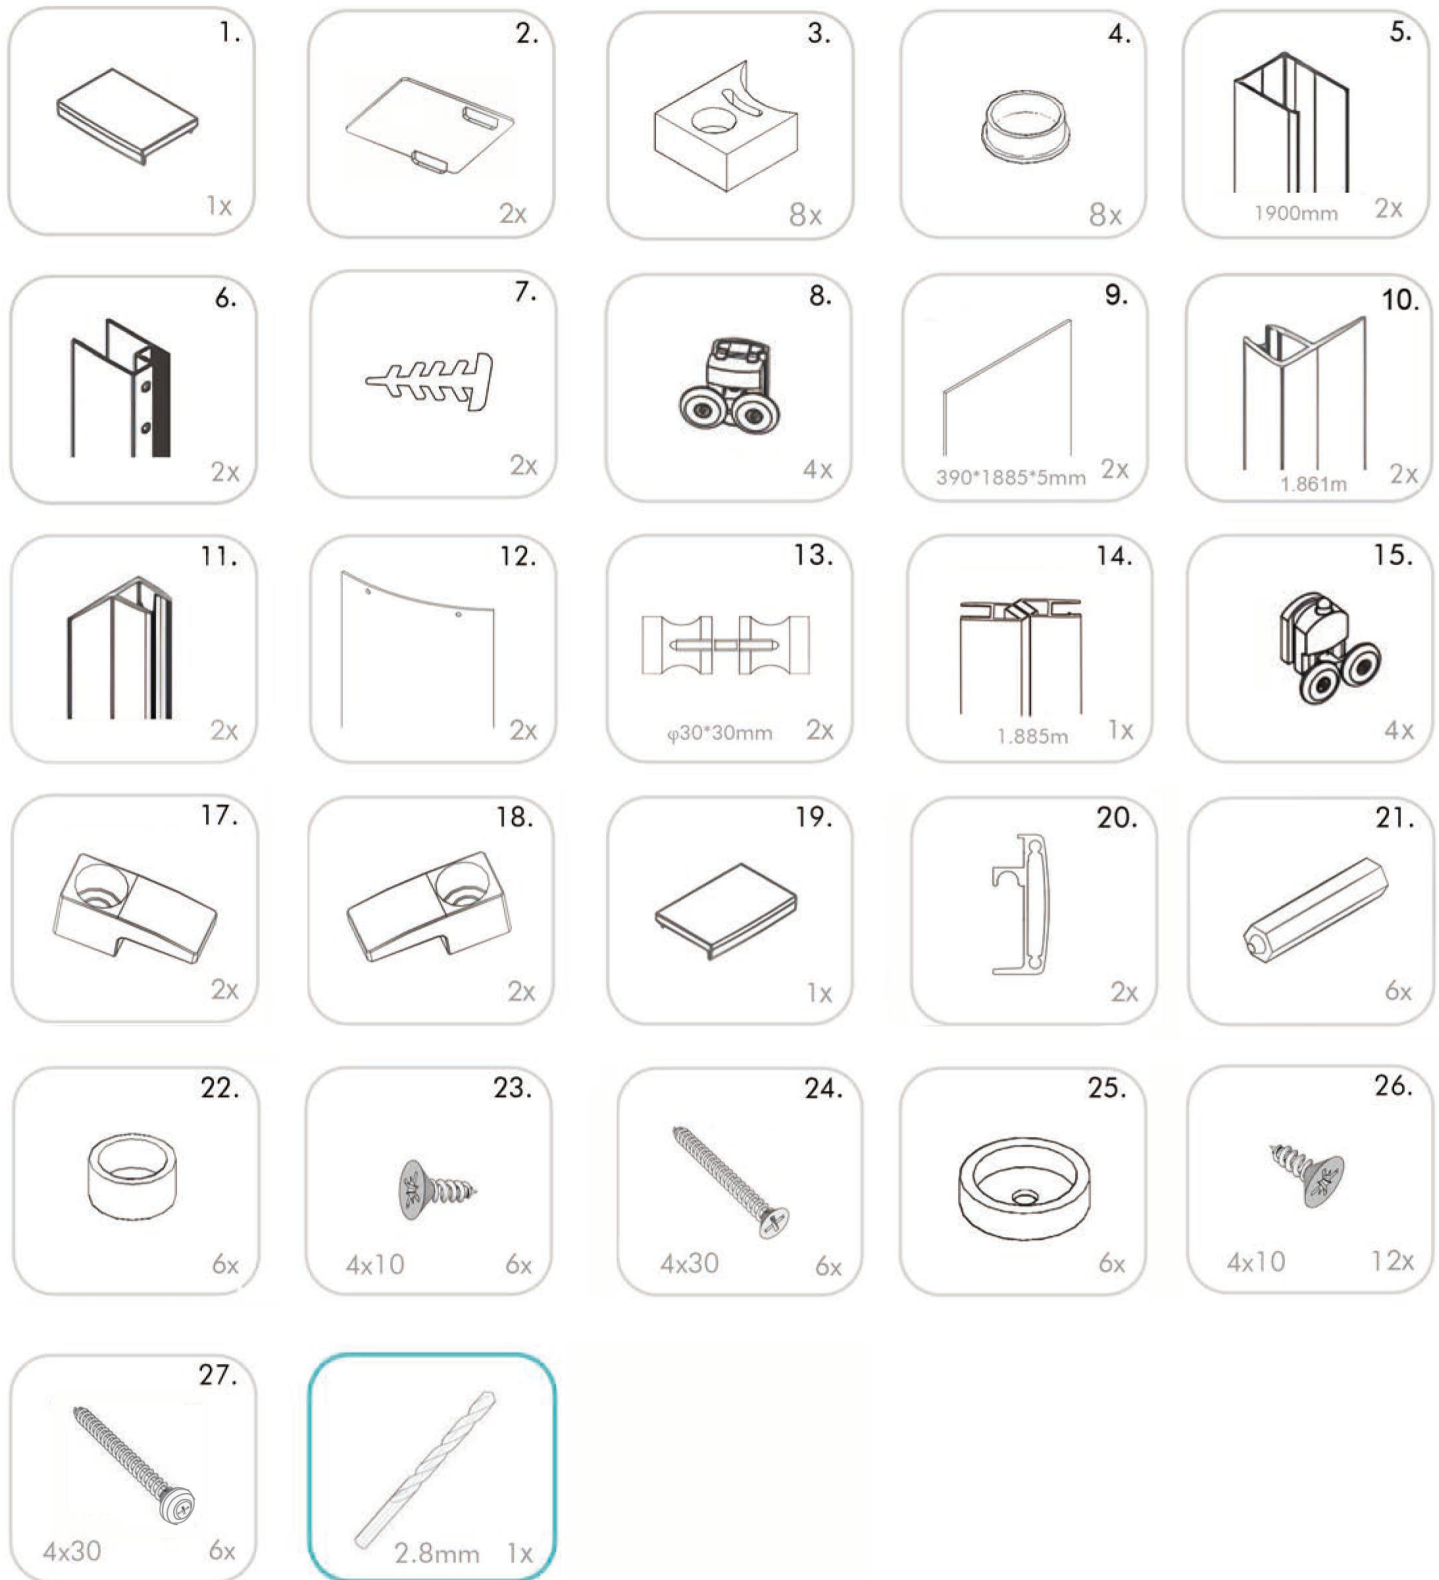 1.
1x
2.
2x
3.
8x
4.
8x
5.
1900mm 2x
6.
2x
7.
2x
8.
4x
9.
390*1885*5mm 2x
10.
1.861m 2x
11.
2x
12.
2x
13.
φ30*30mm 2x
14.
1.885m 1x
15.
4x
17.
2x
18.
2x
19.
1x
20.
2x
21.
6x
22.
6x
23.
4x10 6x
24.
4x30 6x
25.
6x
26.
4x10 12x
27.
4x30 6x
2.8mm 1x